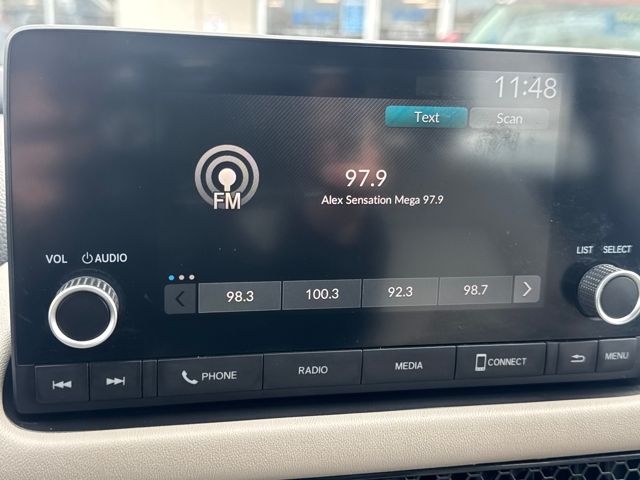 11:48
Text
Scan
FM
97.9
Alex Sensation Mega 97.9
VOL
AUDIO
LIST
SELECT
98.3
100.3
92.3
98.7
PHONE
RADIO
MEDIA
CONNECT
MENU